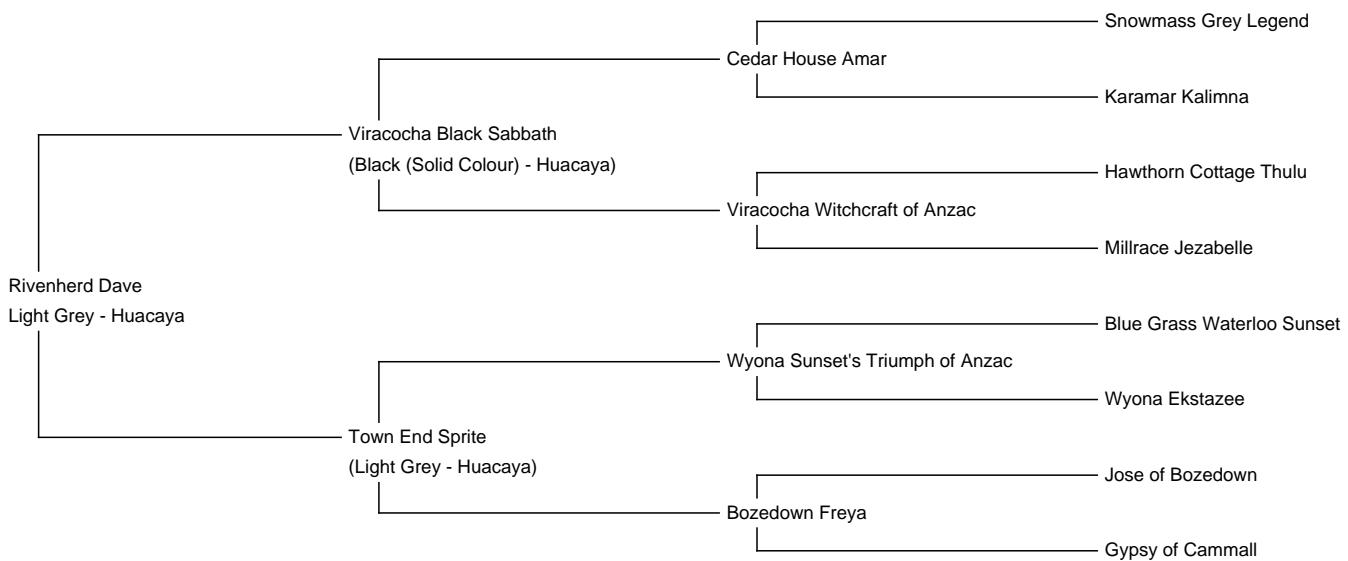 Snowmass Grey Legend
Cedar House Amar
Karamar Kalimna
Viracocha Black Sabbath
(Black (Solid Colour) - Huacaya)
Hawthorn Cottage Thulu
Viracocha Witchcraft of Anzac
Millrace Jezabelle
Rivenherd Dave
Light Grey - Huacaya
Blue Grass Waterloo Sunset
Wyona Sunset's Triumph of Anzac
Wyona Ekstazee
Town End Sprite
(Light Grey - Huacaya)
Jose of Bozedown
Bozedown Freya
Gypsy of Cammall